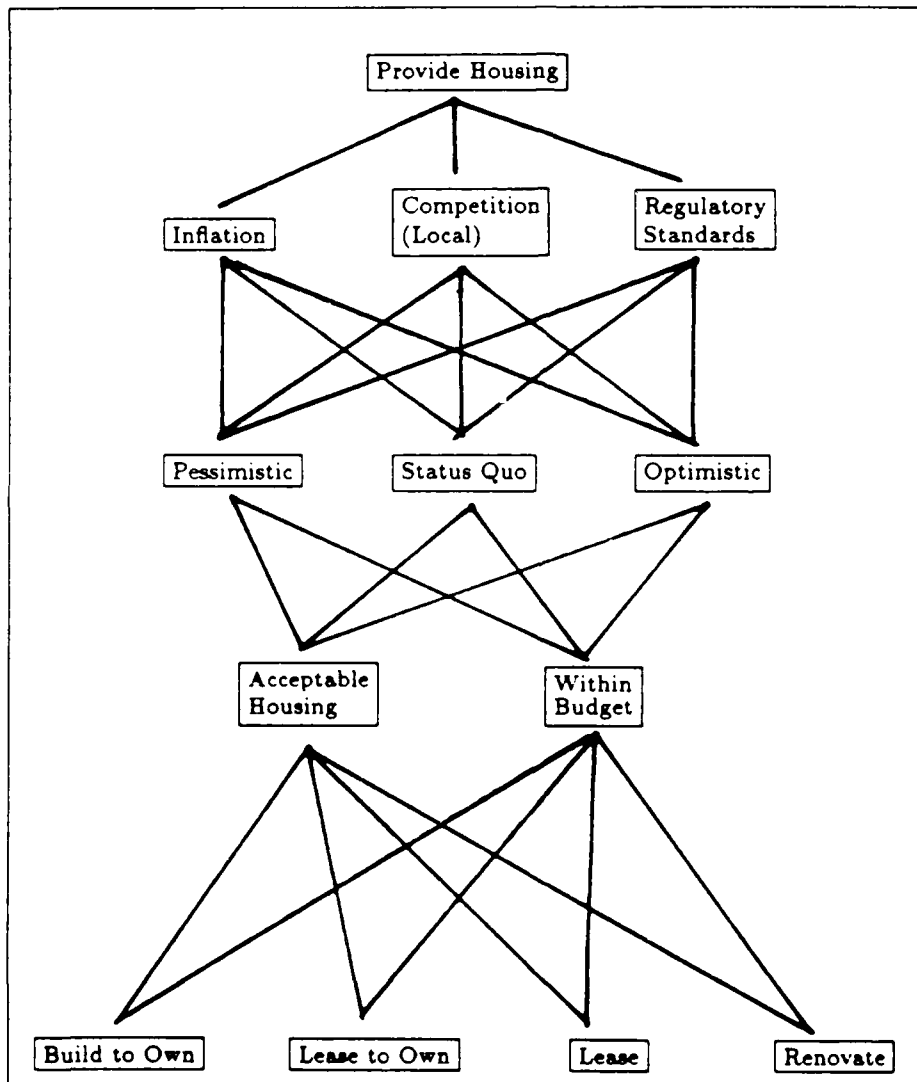 Provide Housing
Inflation
Competition
(Local)
Regulatory
Standards
Pessimistic
Status Quo
Optimistic
Acceptable
Housing
Within
Budget
Build to Own
Lease to Own
Lease
Renovate